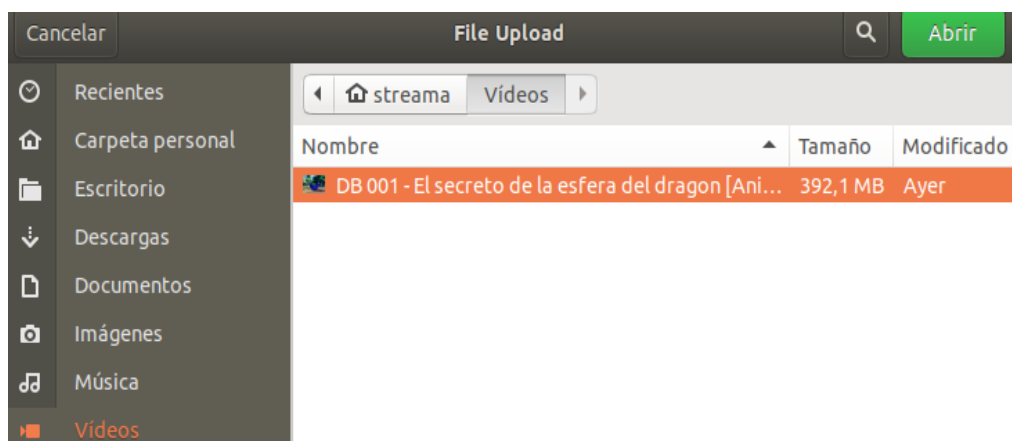 Cancelar File Upload Abrir
Recientes
Carpeta personal
Escritorio
Descargas
Documentos
Imágenes
Música
Vídeos
streama Vídeos
Nombre Tamaño Modificado
DB 001 - El secreto de la esfera del dragon [Ani... 392,1 MB Ayer